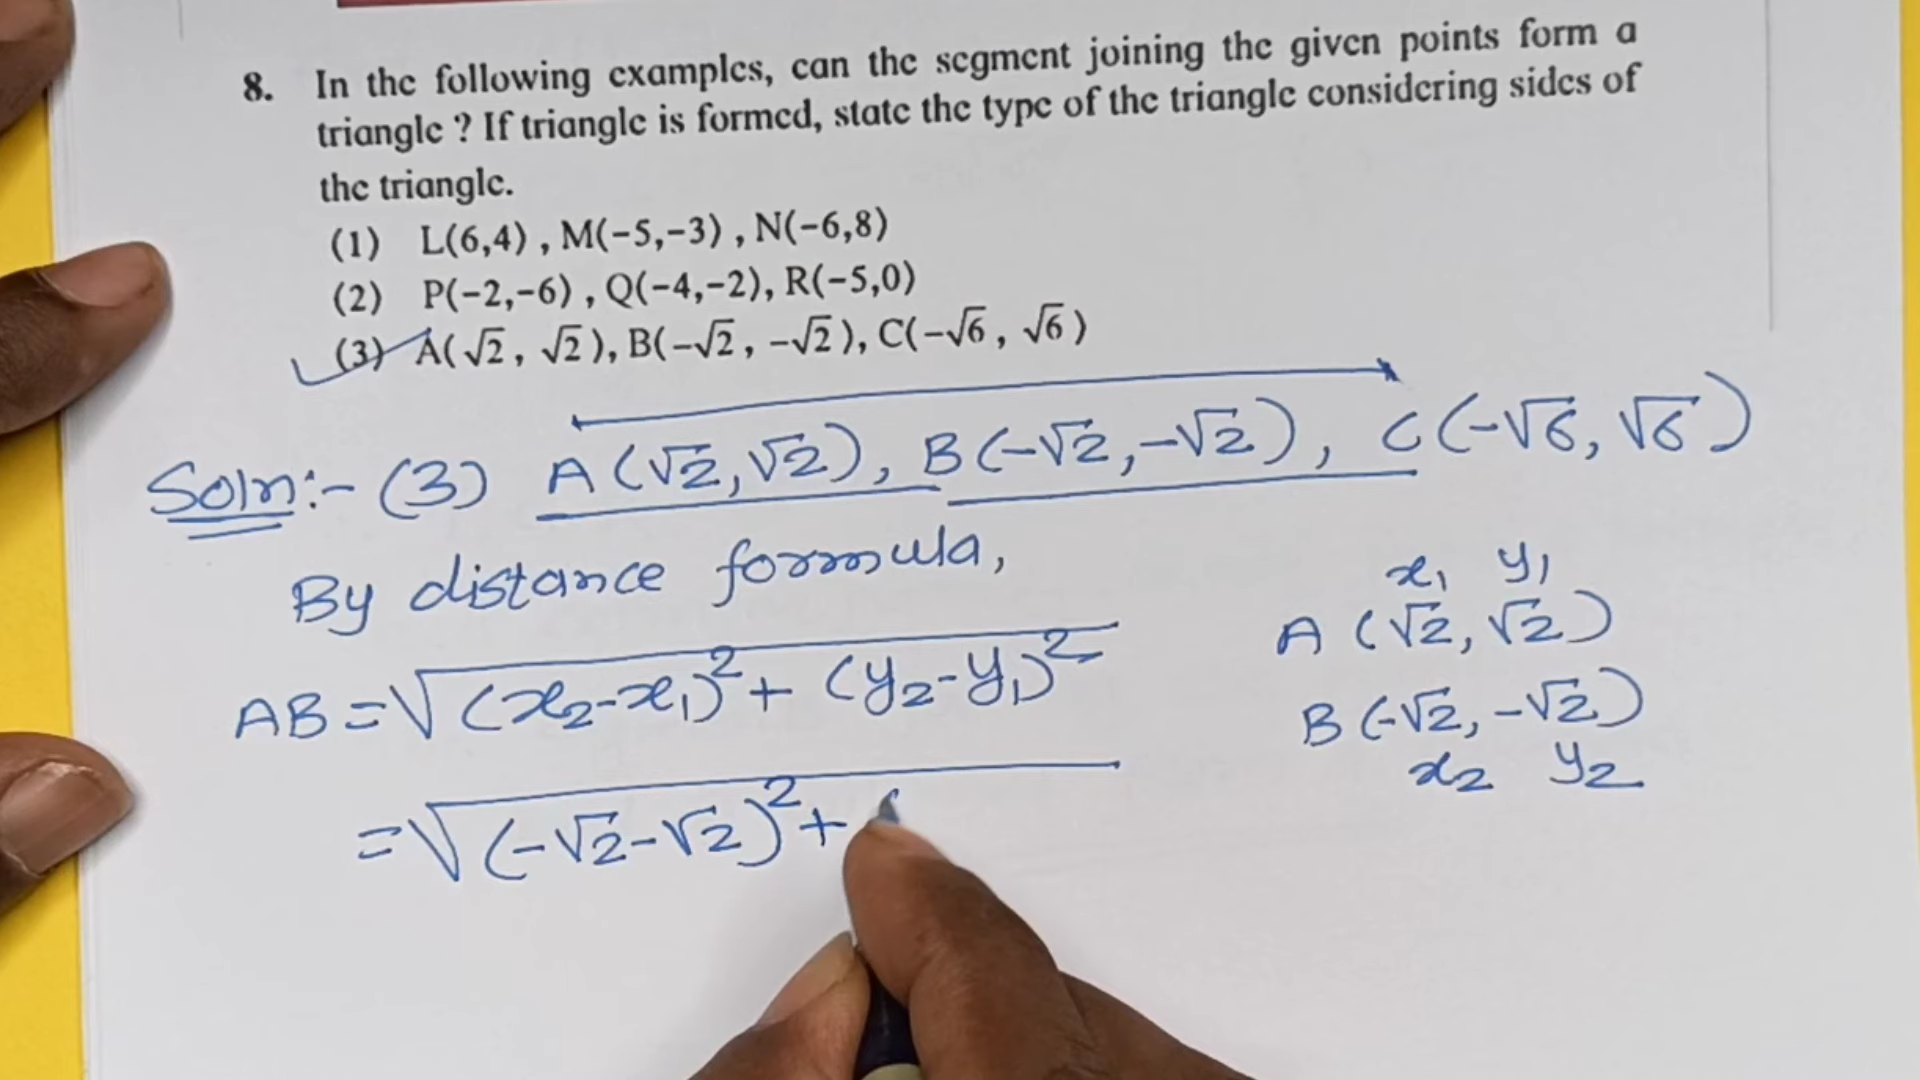 8. In the following examples, can the segment joining the given points form a
triangle ? If triangle is formed, state the type of the triangle considering sides of
the triangle.
(1) L(6,4) , M(−5,−3) , N(−6,8)
(2) P(−2,−6) , Q(−4,−2), R(−5,0)
(3) A(√2 , √2 ), B(−√2 , −√2 ), C(−√6 , √6 )
Soln:- (3) A (√2, √2), B (-√2, -√2), C (-√6, √6)
By distance formula,
AB = √(x₂-x₁)² + (y₂-y₁)²
= √(-√2-√2)² + (
x₁ y₁
A (√2, √2)
B (-√2, -√2)
x₂ y₂